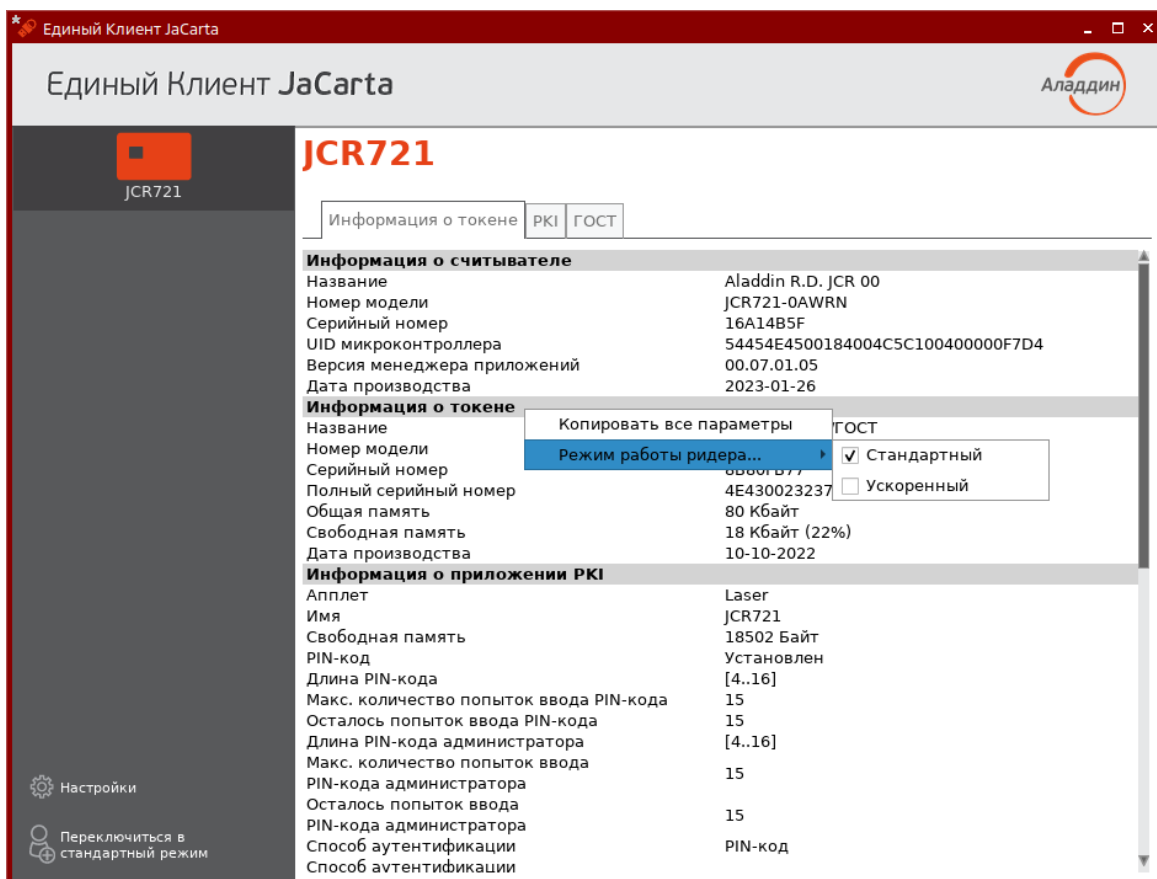 Единый Клиент JaCarta
Единый Клиент JaCarta
Аладдин
JCR721
JCR721
Информация о токене PKI ГОСТ
Информация о считывателе
Название Aladdin R.D. JCR 00
Номер модели JCR721-0AWRN
Серийный номер 16A14B5F
UID микроконтроллера 54454E4500184004C5C100400000F7D4
Версия менеджера приложений 00.07.01.05
Дата производства 2023-01-26
Информация о токене
Название /ГОСТ
Копировать все параметры
Номер модели
Режим работы ридера...
Стандартный
Ускоренный
Серийный номер
Полный серийный номер 4E430023237
Общая память 80 Кбайт
Свободная память 18 Кбайт (22%)
Дата производства 10-10-2022
Информация о приложении PKI
Апплет Laser
Имя JCR721
Свободная память 18502 Байт
PIN-код Установлен
Длина PIN-кода [4..16]
Макс. количество попыток ввода PIN-кода 15
Осталось попыток ввода PIN-кода 15
Длина PIN-кода администратора [4..16]
Макс. количество попыток ввода
PIN-кода администратора 15
Осталось попыток ввода
PIN-кода администратора 15
Способ аутентификации PIN-код
Способ аутентификации
Настройки
Переключиться в
стандартный режим